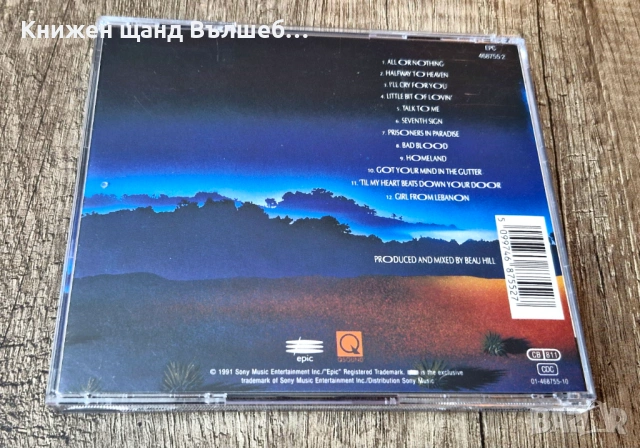 Книжен щанд Вълшеб...
EPC
468755-2
1. ALL OR NOTHING
2. HALFWAY TO HEAVEN
3. I'LL CRY FOR YOU
4. LITTLE BIT OF LOVIN'
5. TALK TO ME
6. SEVENTH SIGN
7. PRISONERS IN PARADISE
8. BAD BLOOD
9. HOMELAND
10. GOT YOUR MIND IN THE GUTTER
11. 'TIL MY HEART BEATS DOWN YOUR DOOR
12. GIRL FROM LEBANON
PRODUCED AND MIXED BY BEAU HILL
5 099746 875527
epic
Q
CB 811
CDC
01-468755-10
© 1991 Sony Music Entertainment Inc./"Epic" Registered Trademark. is the exclusive
trademark of Sony Music Entertainment Inc./Distribution Sony Music
bazar